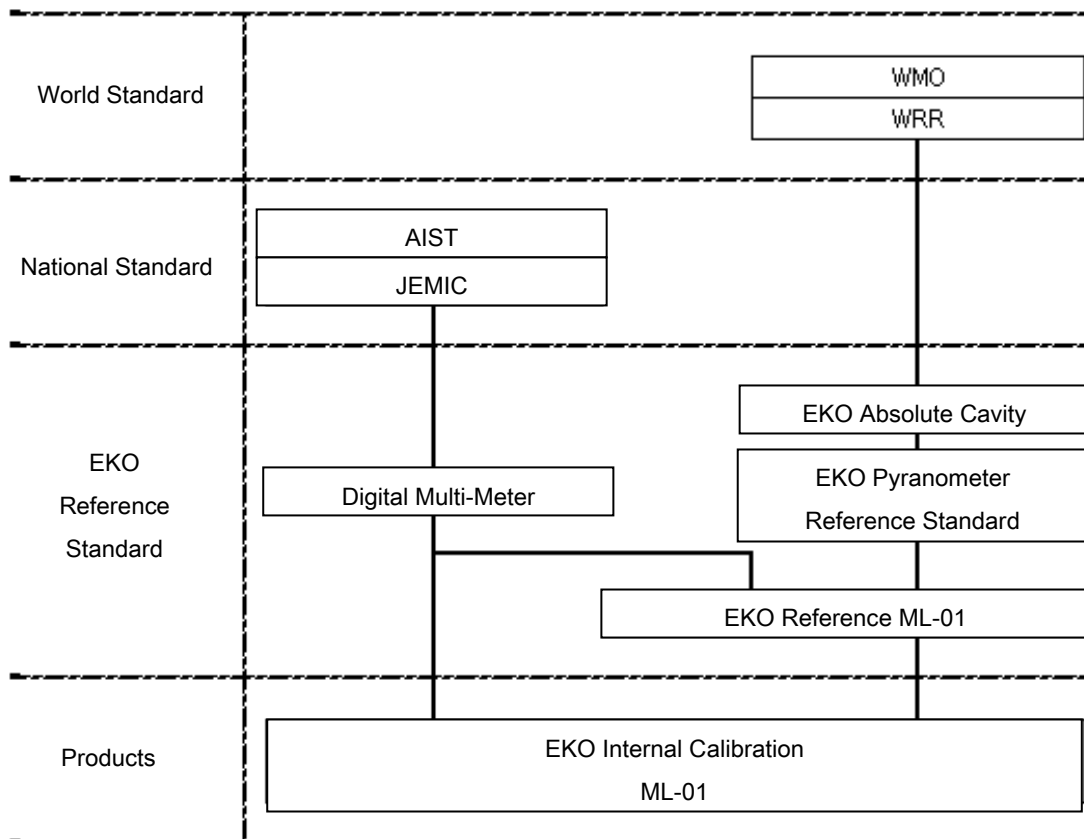 World Standard
WMO
WRR
National Standard
AIST
JEMIC
EKO
Reference
Standard
EKO Absolute Cavity
Digital Multi-Meter
EKO Pyranometer
Reference Standard
EKO Reference ML-01
Products
EKO Internal Calibration
ML-01